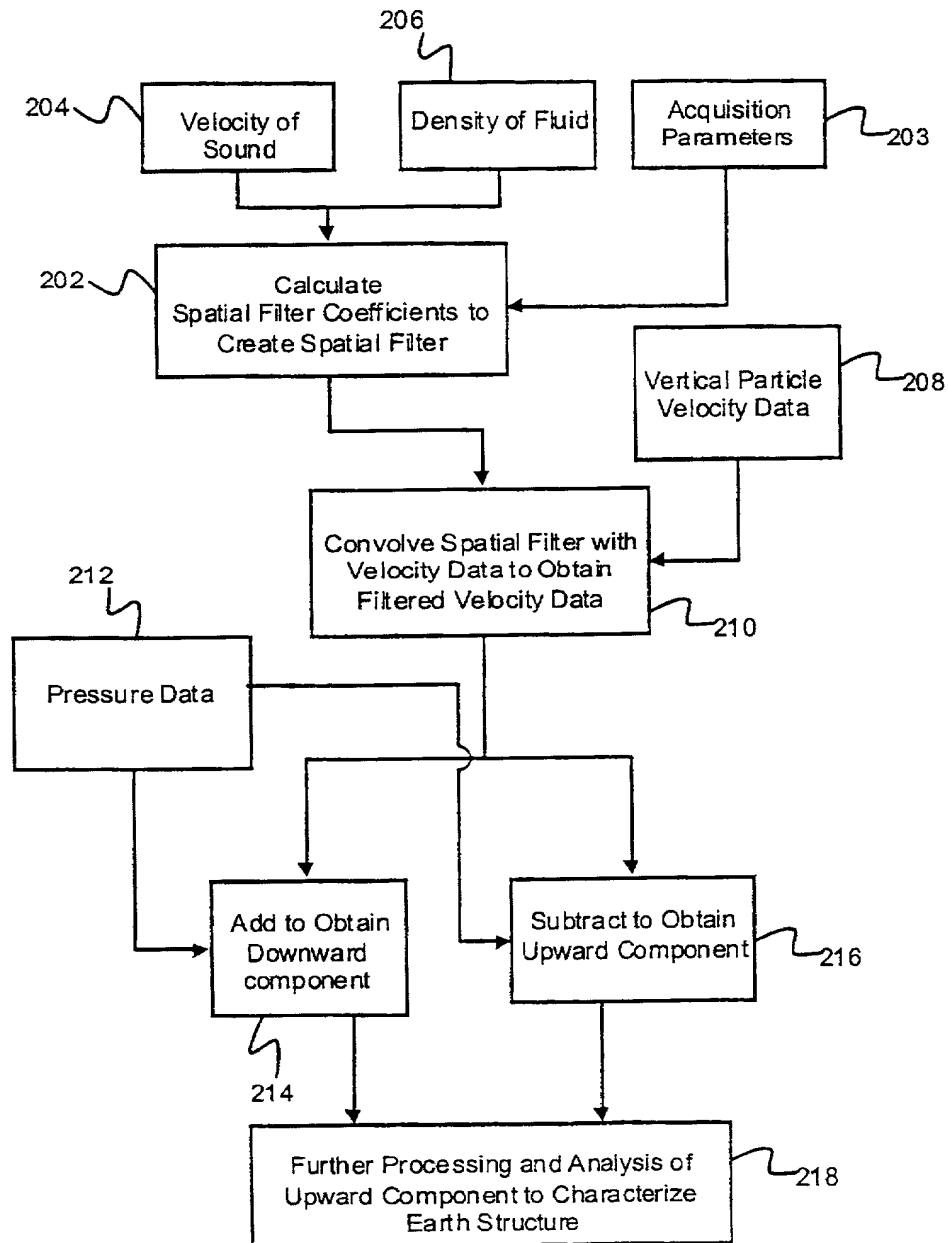 206
204
Velocity of
Sound
Density of Fluid
Acquisition
Parameters
203
202
Calculate
Spatial Filter Coefficients to
Create Spatial Filter
Vertical Particle
Velocity Data
208
Convolve Spatial Filter with
Velocity Data to Obtain
Filtered Velocity Data
210
212
Pressure Data
Add to Obtain
Downward
component
214
Subtract to Obtain
Upward Component
216
Further Processing and Analysis of
Upward Component to Characterize
Earth Structure
218